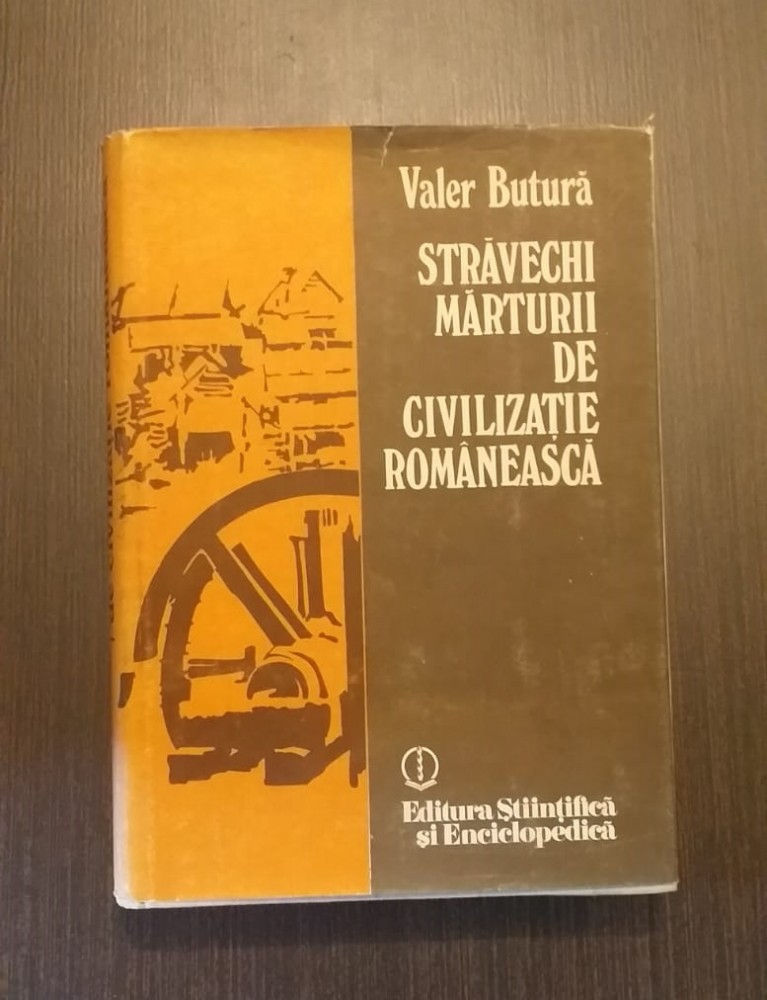 Valer Butură
STRĂVECHI
MĂRTURII
DE
CIVILIZAȚIE
ROMÂNEASCĂ
Editura Științifică
și Enciclopedică